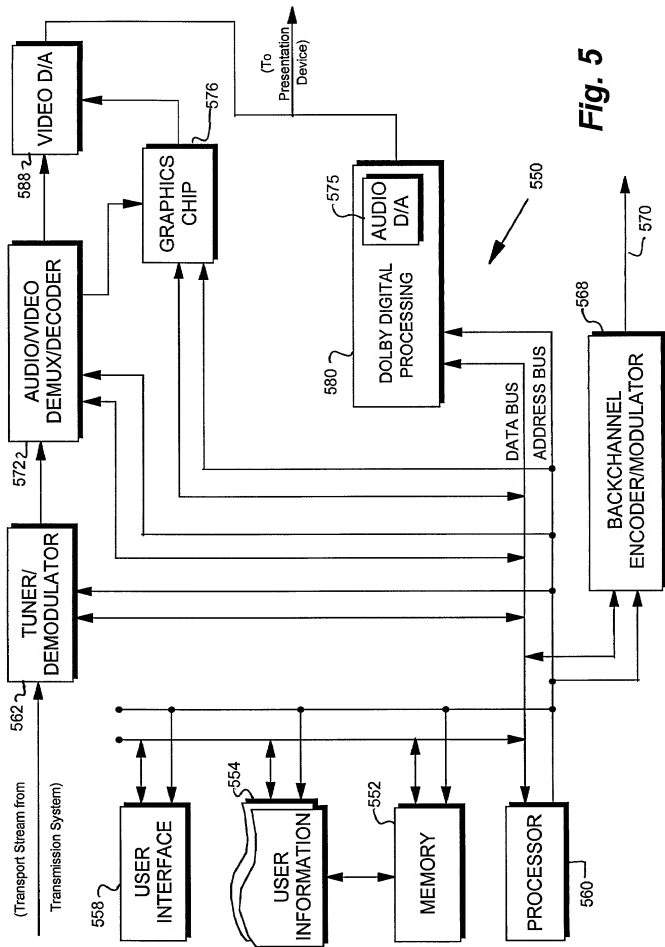 (Transport Stream from
Transmission System)
562
TUNER/
DEMODULATOR
572
AUDIO/VIDEO
DEMUX/DECODER
588
VIDEO D/A
GRAPHICS
CHIP
576
(To
Presentation
Device)
558
USER
INTERFACE
554
USER
INFORMATION
552
MEMORY
PROCESSOR
560
580
DOLBY DIGITAL
PROCESSING
575
AUDIO
D/A
DATA BUS
ADDRESS BUS
550
568
BACKCHANNEL
ENCODER/MODULATOR
570
Fig. 5